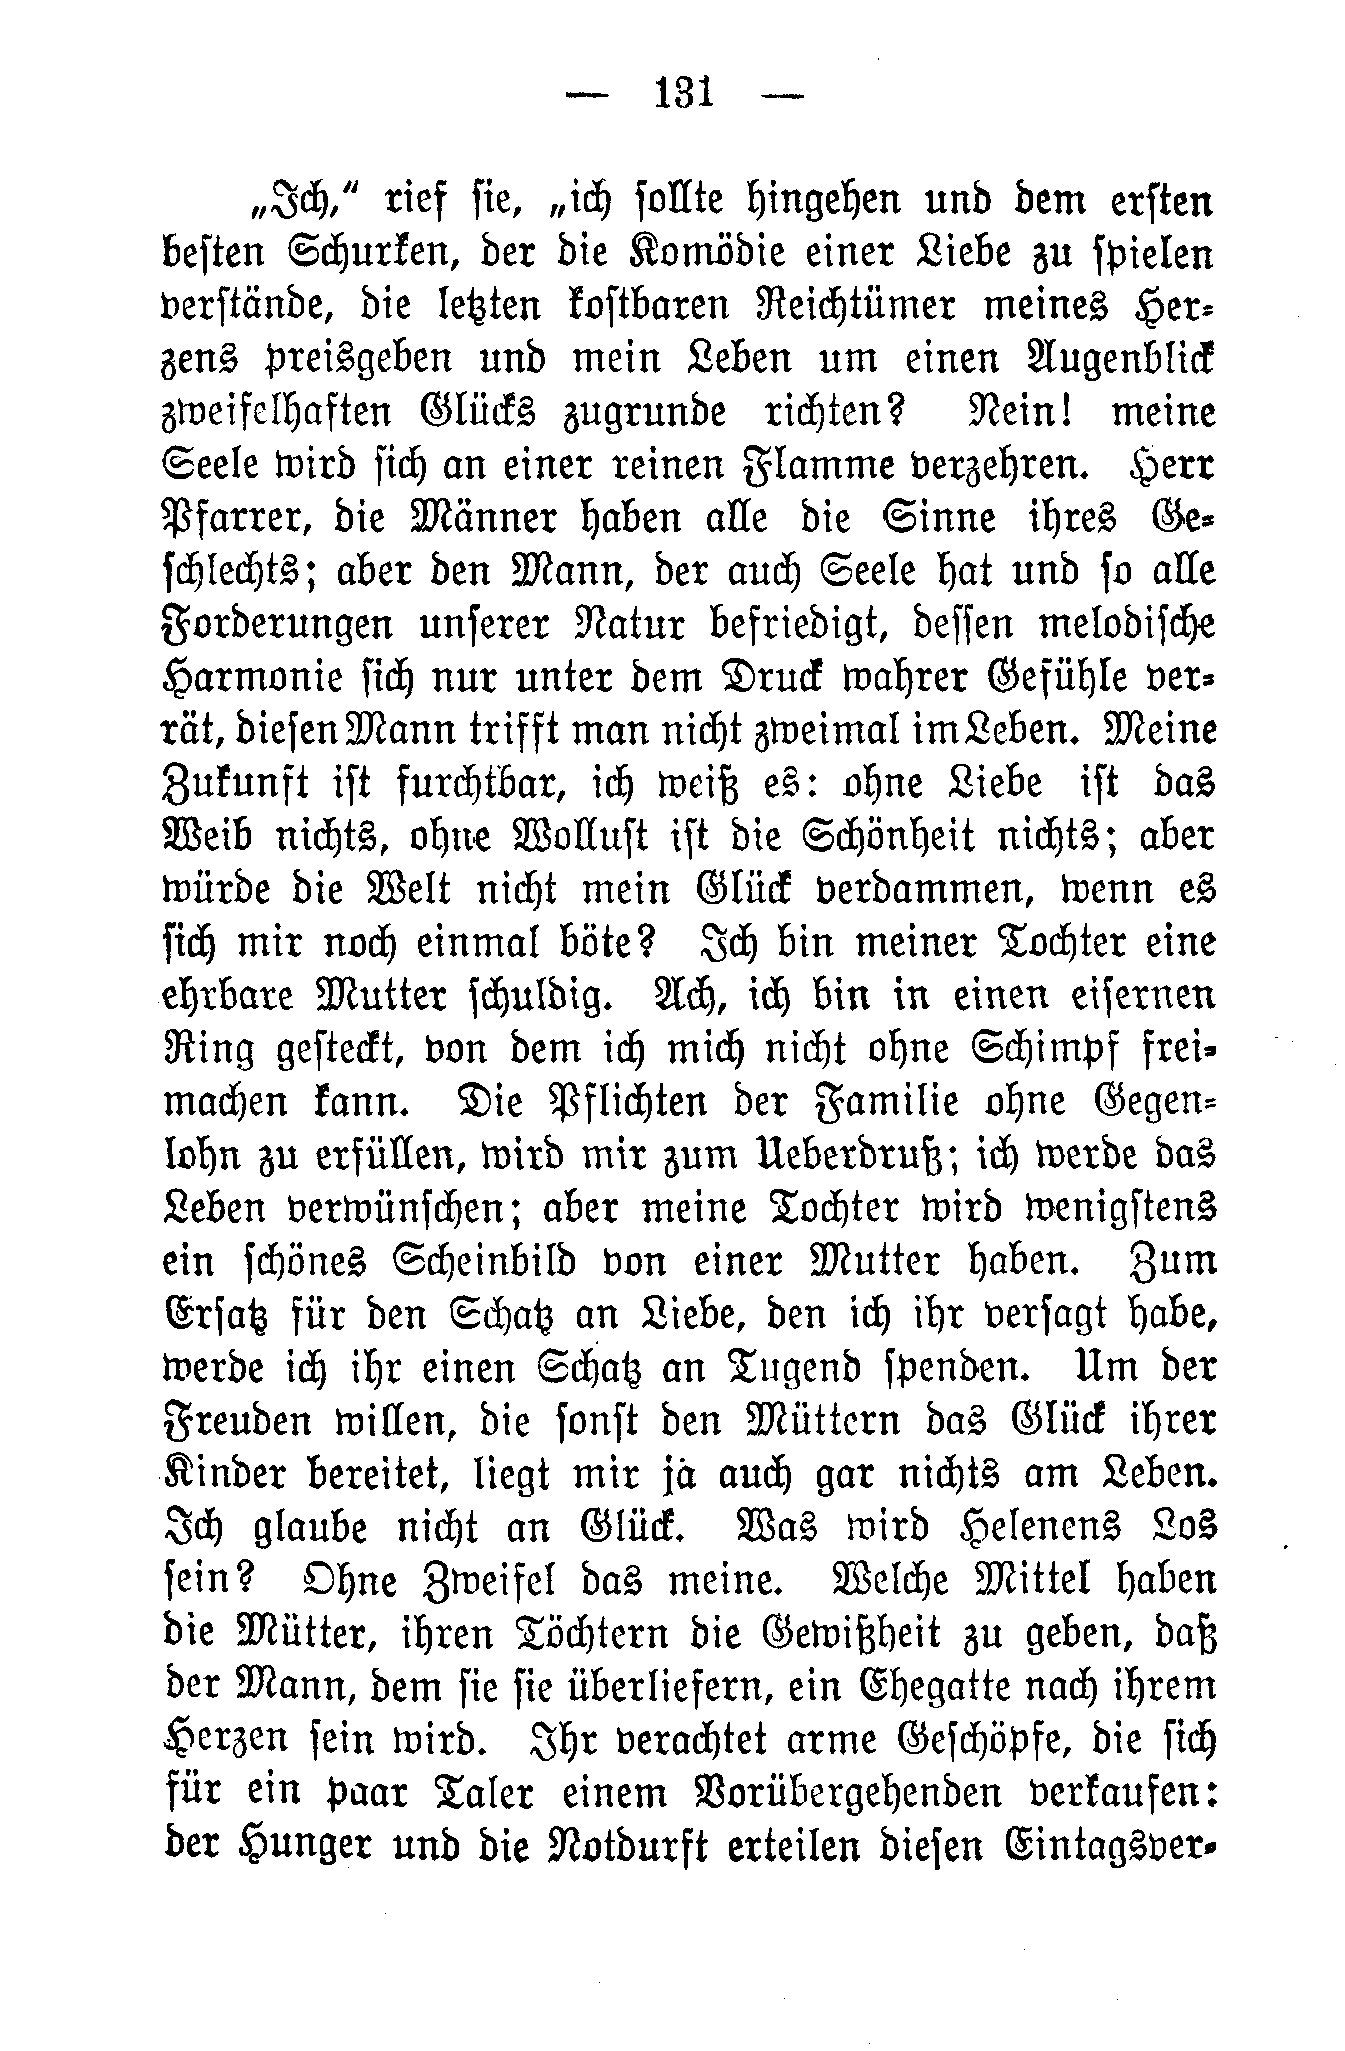 — 131 —
„Ich,“ rief sie, „ich sollte hingehen und dem ersten
besten Schurken, der die Komödie einer Liebe zu spielen
verstände, die letzten kostbaren Reichtümer meines Her-
zens preisgeben und mein Leben um einen Augenblick
zweifelhaften Glücks zugrunde richten? Nein! meine
Seele wird sich an einer reinen Flamme verzehren. Herr
Pfarrer, die Männer haben alle die Sinne ihres Ge-
schlechts; aber den Mann, der auch Seele hat und so alle
Forderungen unserer Natur befriedigt, dessen melodische
Harmonie sich nur unter dem Druck wahrer Gefühle ver-
rät, diesen Mann trifft man nicht zweimal im Leben. Meine
Zukunft ist furchtbar, ich weiß es: ohne Liebe ist das
Weib nichts, ohne Wollust ist die Schönheit nichts; aber
würde die Welt nicht mein Glück verdammen, wenn es
sich mir noch einmal böte? Ich bin meiner Tochter eine
ehrbare Mutter schuldig. Ach, ich bin in einen eisernen
Ring gesteckt, von dem ich mich nicht ohne Schimpf frei-
machen kann. Die Pflichten der Familie ohne Gegen-
lohn zu erfüllen, wird mir zum Ueberdruß; ich werde das
Leben verwünschen; aber meine Tochter wird wenigstens
ein schönes Scheinbild von einer Mutter haben. Zum
Ersatz für den Schatz an Liebe, den ich ihr versagt habe,
werde ich ihr einen Schatz an Tugend spenden. Um der
Freuden willen, die sonst den Müttern das Glück ihrer
Kinder bereitet, liegt mir ja auch gar nichts am Leben.
Ich glaube nicht an Glück. Was wird Helenens Los
sein? Ohne Zweifel das meine. Welche Mittel haben
die Mütter, ihren Töchtern die Gewißheit zu geben, daß
der Mann, dem sie sie überliefern, ein Ehegatte nach ihrem
Herzen sein wird. Ihr verachtet arme Geschöpfe, die sich
für ein paar Taler einem Vorübergehenden verkaufen:
der Hunger und die Notdurft erteilen diesen Eintagsver-